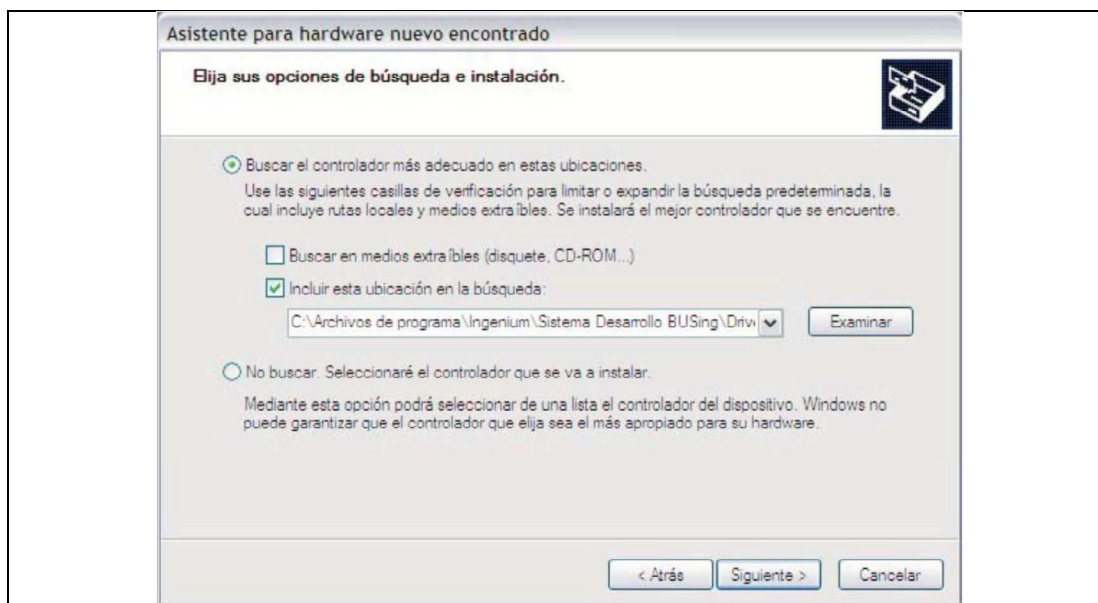 Asistente para hardware nuevo encontrado
Elija sus opciones de búsqueda e instalación.
Buscar el controlador más adecuado en estas ubicaciones.
Use las siguientes casillas de verificación para limitar o expandir la búsqueda predeterminada, la
cual incluye rutas locales y medios extraíbles. Se instalará el mejor controlador que se encuentre.
Buscar en medios extraíbles (disquete, CD-ROM...)
Incluir esta ubicación en la búsqueda:
C:\Archivos de programa\Ingenium\Sistema Desarrollo BUSing\Driv
Examinar
No buscar. Seleccionaré el controlador que se va a instalar.
Mediante esta opción podrá seleccionar de una lista el controlador del dispositivo. Windows no
puede garantizar que el controlador que elija sea el más apropiado para su hardware.
< Atrás
Siguiente >
Cancelar